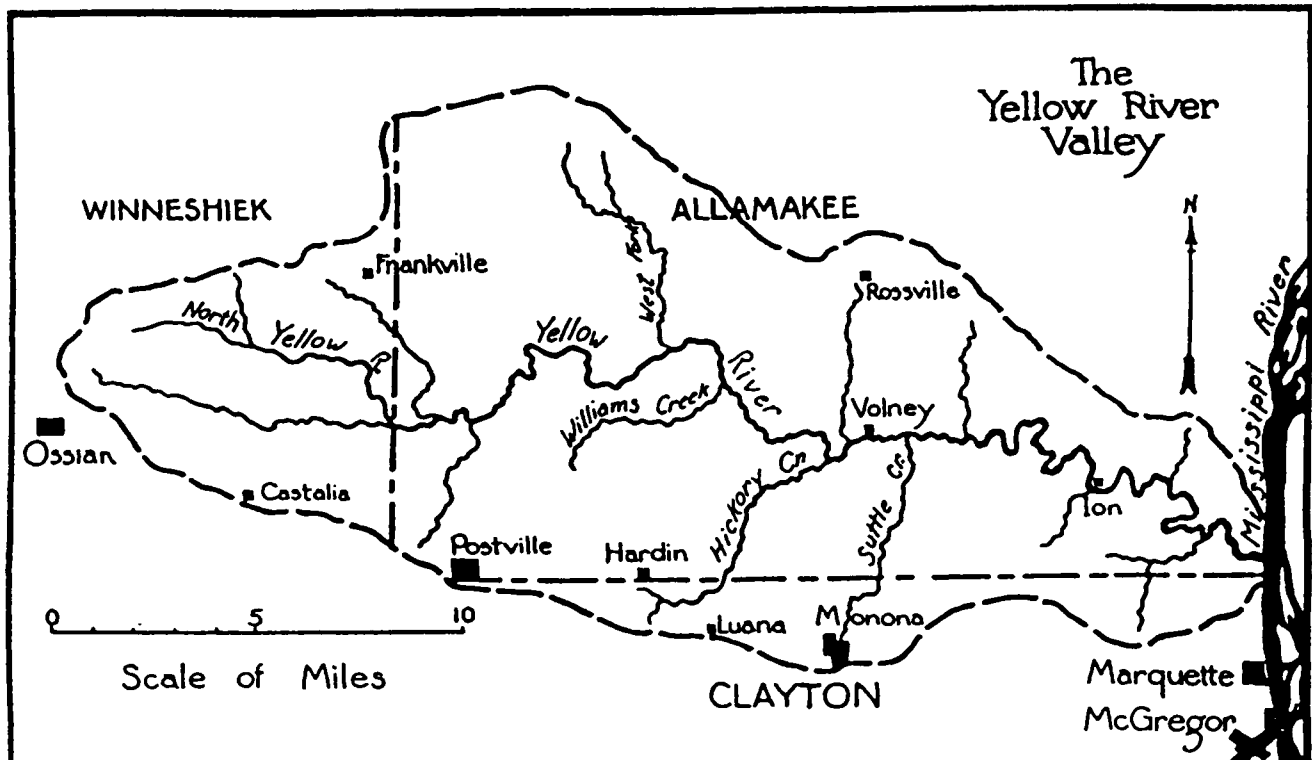 The
Yellow River
Valley
N
WINNESHIEK
ALLAMAKEE
Frankville
West Fork
Rossville
Mississippi River
North Yellow R.
Yellow River
Williams Creek
Volney
Ossian
Castalia
Hickory Cr.
Suttle Cr.
Ion
Postville
Hardin
0 5 10
Luana
Monona
Scale of Miles
CLAYTON
Marquette
McGregor